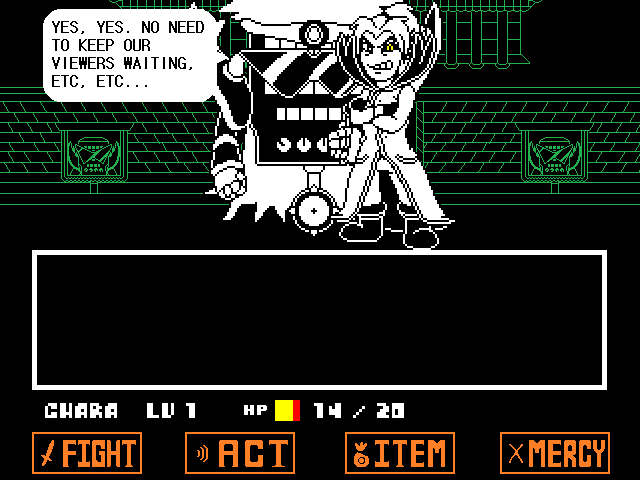 YES, YES. NO NEED
TO KEEP OUR
VIEWERS WAITING,
ETC, ETC...
CHARA LV 1 HP 14 / 20
FIGHT ACT ITEM MERCY